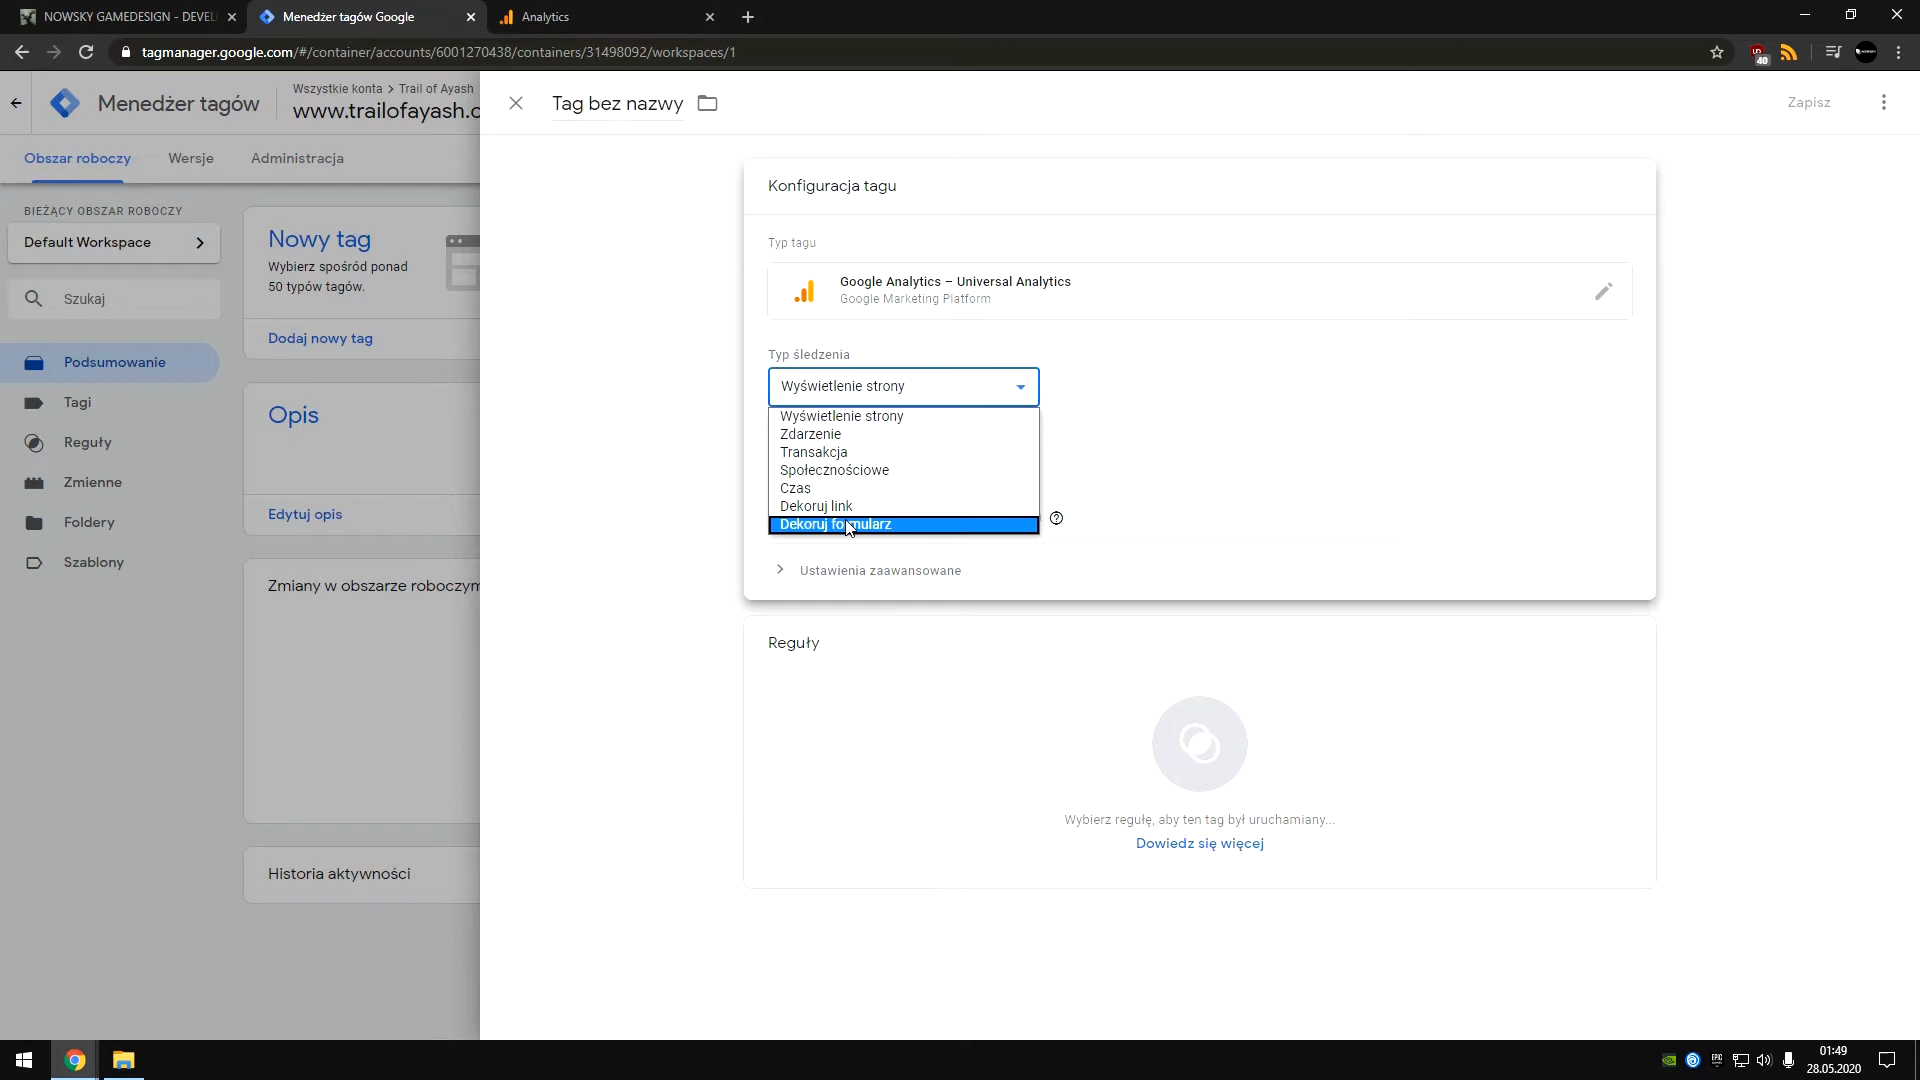 NOWSKY GAMEDESIGN - DEVEL
Menedżer tagów Google
Analytics
tagmanager.google.com/#/container/accounts/6001270438/containers/31498092/workspaces/1
40
Menedżer tagów
Wszystkie konta > Trail of Ayash
www.trailofayash.c
Tag bez nazwy
Zapisz
Obszar roboczy
Wersje
Administracja
BIEŻĄCY OBSZAR ROBOCZY
Default Workspace
Szukaj
Podsumowanie
Tagi
Reguły
Zmienne
Foldery
Szablony
Nowy tag
Wybierz spośród ponad
50 typów tagów.
Dodaj nowy tag
Opis
Edytuj opis
Zmiany w obszarze roboczym
Historia aktywności
Konfiguracja tagu
Typ tagu
Google Analytics – Universal Analytics
Google Marketing Platform
Typ śledzenia
Wyświetlenie strony
Wyświetlenie strony
Zdarzenie
Transakcja
Społecznościowe
Czas
Dekoruj link
Dekoruj formularz
Ustawienia zaawansowane
Reguły
Wybierz regułę, aby ten tag był uruchamiany...
Dowiedz się więcej
01:49
28.05.2020